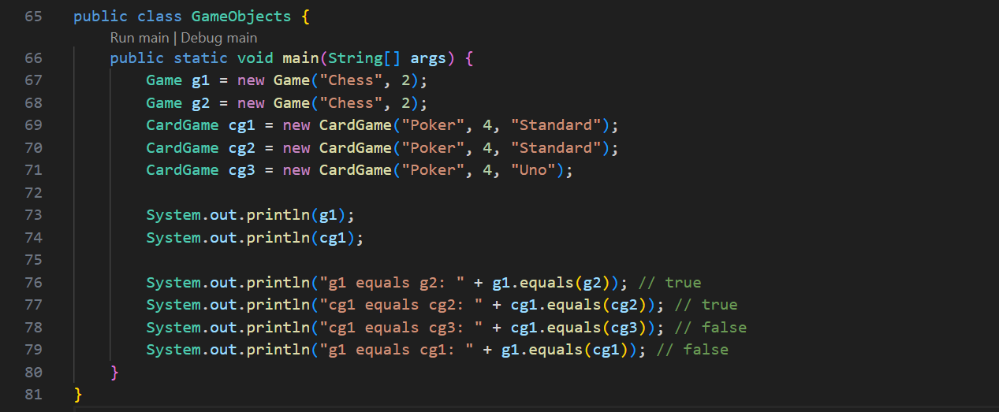 65 public class GameObjects {
Run main | Debug main
66 public static void main(String[] args) {
67 Game g1 = new Game("Chess", 2);
68 Game g2 = new Game("Chess", 2);
69 CardGame cg1 = new CardGame("Poker", 4, "Standard");
70 CardGame cg2 = new CardGame("Poker", 4, "Standard");
71 CardGame cg3 = new CardGame("Poker", 4, "Uno");
72
73 System.out.println(g1);
74 System.out.println(cg1);
75
76 System.out.println("g1 equals g2: " + g1.equals(g2)); // true
77 System.out.println("cg1 equals cg2: " + cg1.equals(cg2)); // true
78 System.out.println("cg1 equals cg3: " + cg1.equals(cg3)); // false
79 System.out.println("g1 equals cg1: " + g1.equals(cg1)); // false
80 }
81 }